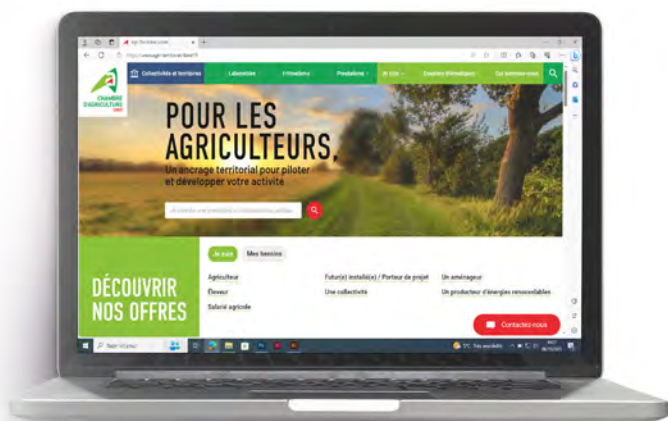 Collectivités et territoires
Laboratoire
Formations
Prestations
Je suis
Dossiers thématiques
Qui sommes-nous
CHAMBRE
D'AGRICULTURE
POUR LES
AGRICULTEURS,
Un ancrage territorial pour piloter
et développer votre activité
DÉCOUVRIR
NOS OFFRES
Je suis
Mes besoins
Agriculteur
Futur(e) installé(e) / Porteur de projet
Un aménageur
Éleveur
Une collectivité
Un producteur d'énergies renouvelables
Salarié agricole
Contactez-nous